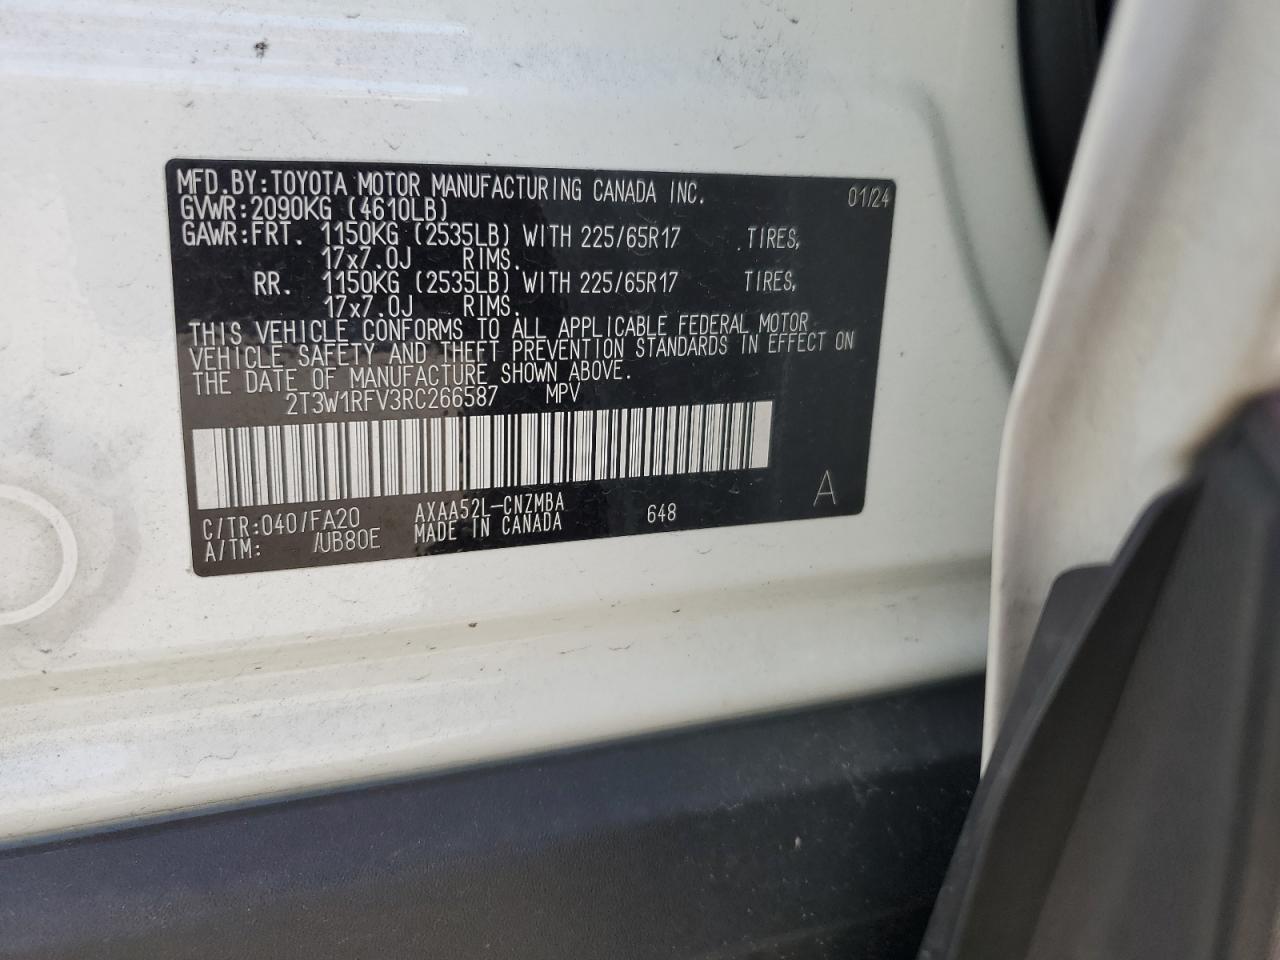 MFD.BY:TOYOTA MOTOR MANUFACTURING CANADA INC. 01/24
GVWR:2090KG (4610LB)
GAWR:FRT. 1150KG (2535LB) WITH 225/65R17 TIRES,
17x7.0J RIMS.
RR. 1150KG (2535LB) WITH 225/65R17 TIRES,
17x7.0J RIMS.
THIS VEHICLE CONFORMS TO ALL APPLICABLE FEDERAL MOTOR
VEHICLE SAFETY AND THEFT PREVENTION STANDARDS IN EFFECT ON
THE DATE OF MANUFACTURE SHOWN ABOVE.
2T3W1RFV3RC266587 MPV
C/TR:040/FA20 AXAA52L-CNZMBA 648 A
A/TM: /UB80E MADE IN CANADA